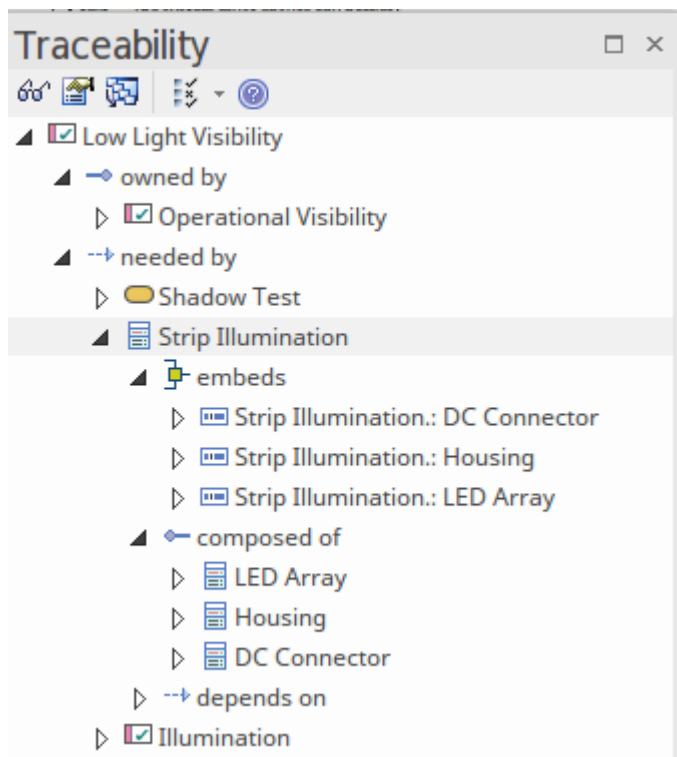 Traceability
Low Light Visibility
owned by
Operational Visibility
needed by
Shadow Test
Strip Illumination
embeds
Strip Illumination.: DC Connector
Strip Illumination.: Housing
Strip Illumination.: LED Array
composed of
LED Array
Housing
DC Connector
depends on
Illumination